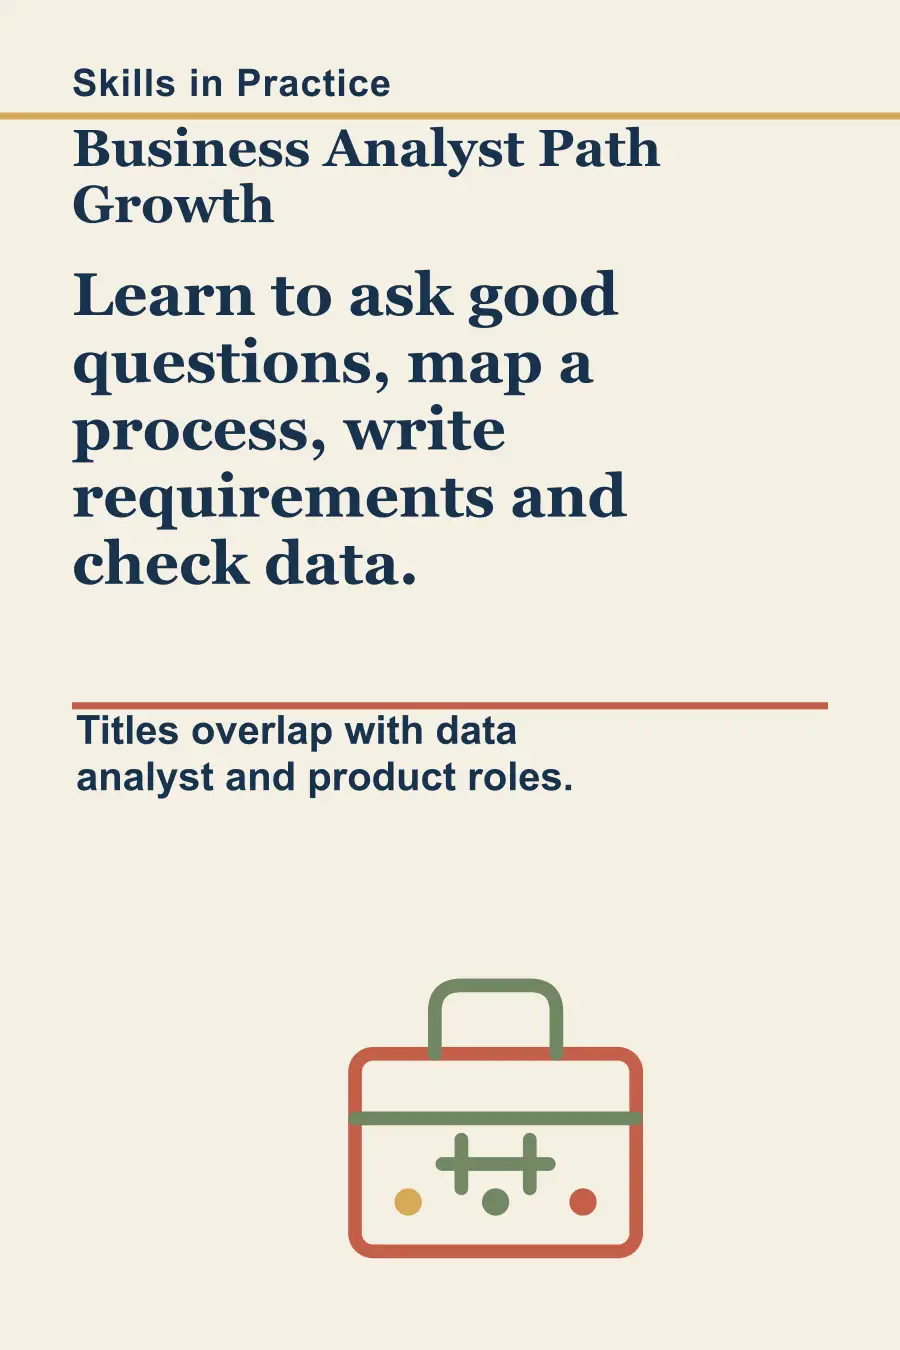 Skills in Practice
Business Analyst Path
Growth
Learn to ask good
questions, map a
process, write
requirements and
check data.
Titles overlap with data
analyst and product roles.